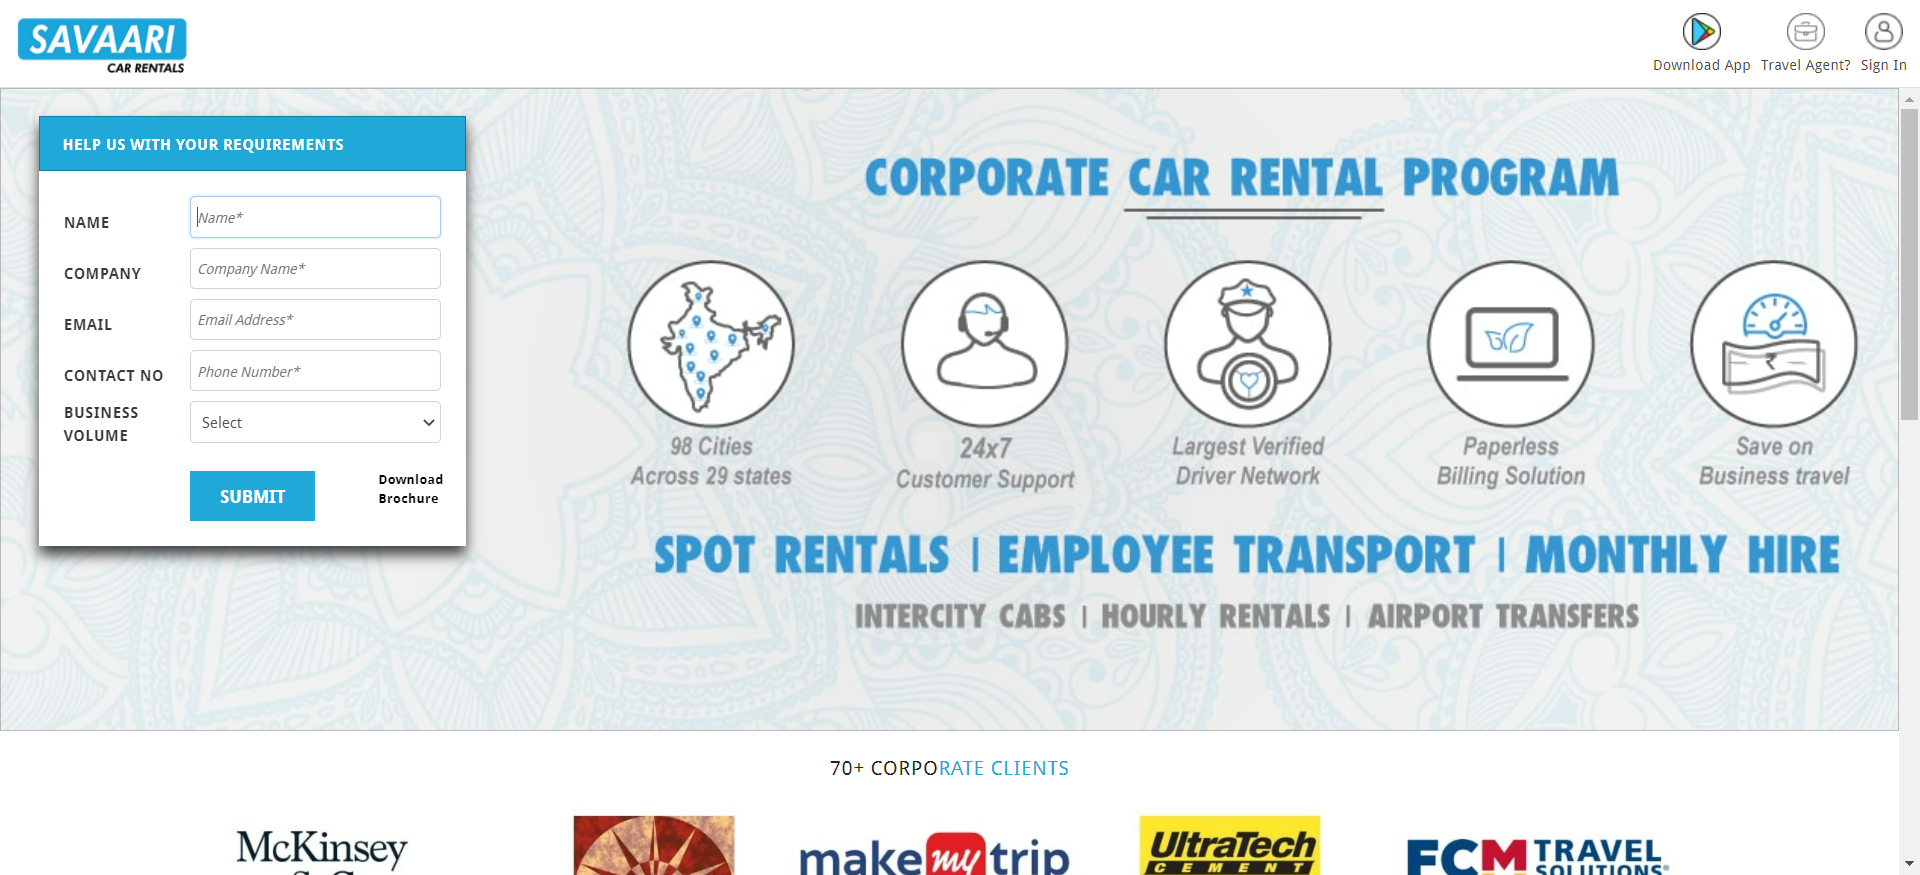 SAVAARI
CAR RENTALS
Download App
Travel Agent?
Sign In
HELP US WITH YOUR REQUIREMENTS
NAME
Name*
COMPANY
Company Name*
EMAIL
Email Address*
CONTACT NO
Phone Number*
BUSINESS
VOLUME
Select
SUBMIT
Download
Brochure
CORPORATE CAR RENTAL PROGRAM
98 Cities
Across 29 states
24x7
Customer Support
Largest Verified
Driver Network
Paperless
Billing Solution
₹
Save on
Business travel
SPOT RENTALS | EMPLOYEE TRANSPORT | MONTHLY HIRE
INTERCITY CABS | HOURLY RENTALS | AIRPORT TRANSFERS
70+ CORPORATE CLIENTS
McKinsey
make my trip
UltraTech
CEMENT
FCM TRAVEL
SOLUTIONS